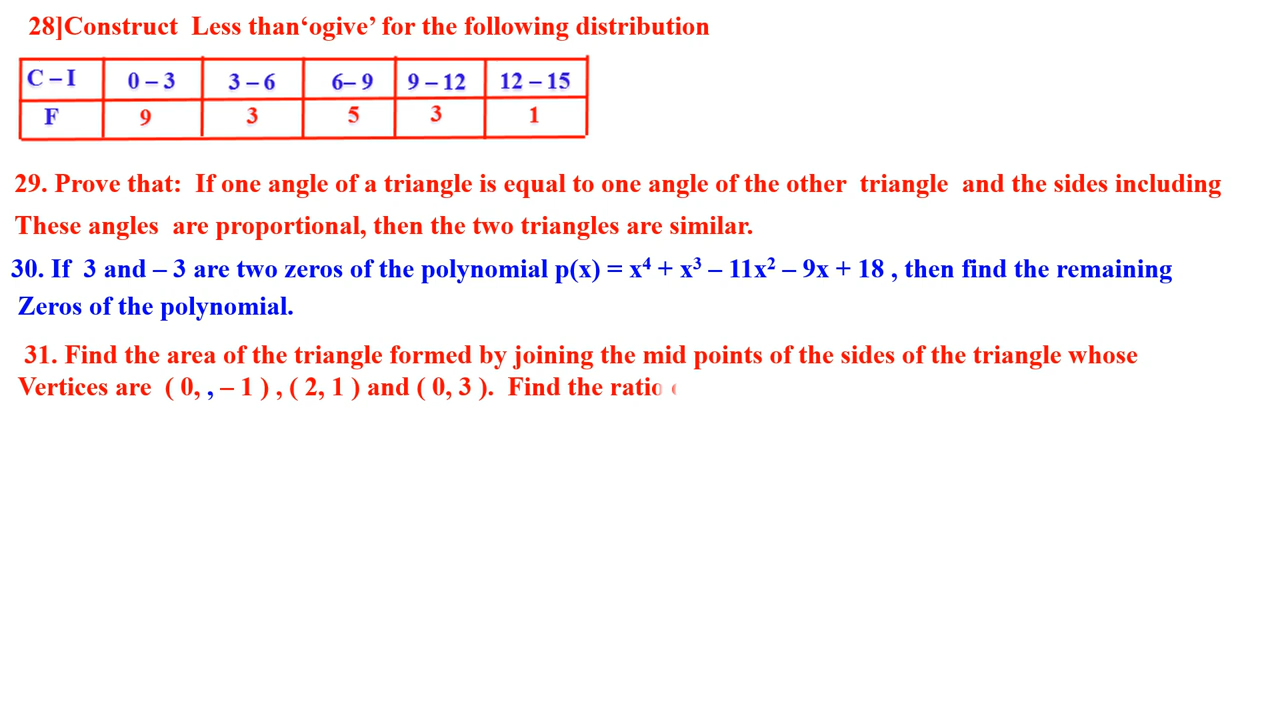 28]Construct Less than‘ogive’ for the following distribution
C – I 0 – 3 3 – 6 6– 9 9 – 12 12 – 15
F 9 3 5 3 1
29. Prove that: If one angle of a triangle is equal to one angle of the other triangle and the sides including
These angles are proportional, then the two triangles are similar.
30. If 3 and – 3 are two zeros of the polynomial p(x) = x⁴ + x³ – 11x² – 9x + 18 , then find the remaining
Zeros of the polynomial.
31. Find the area of the triangle formed by joining the mid points of the sides of the triangle whose
Vertices are ( 0, , – 1 ) , ( 2, 1 ) and ( 0, 3 ). Find the ratio